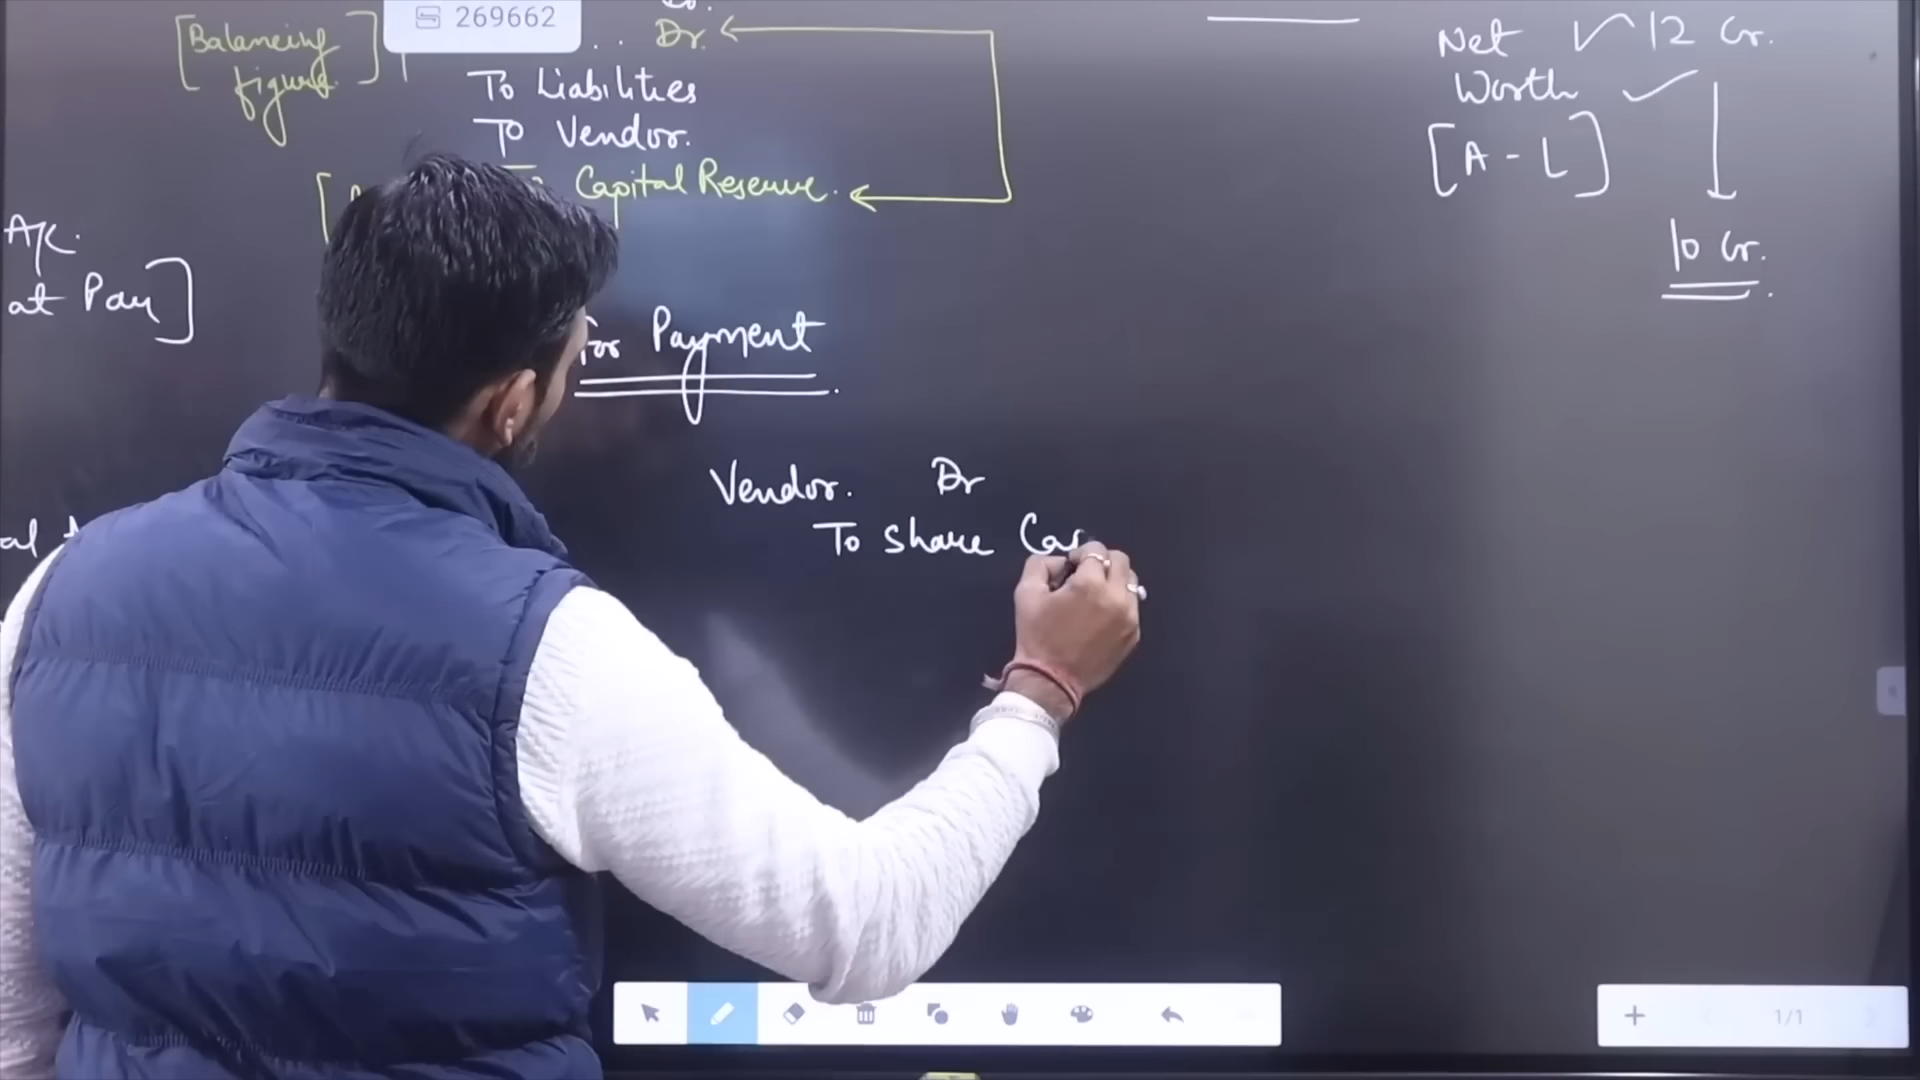 269662
[Balancing
figure]
Dr.
To Liabilities
To Vendor.
Capital Reserve.
A/c.
at Par]
For Payment
Vendor. Dr
To Share Cap
Net 12 Cr.
Worth
[A - L]
10 Cr.
1/1